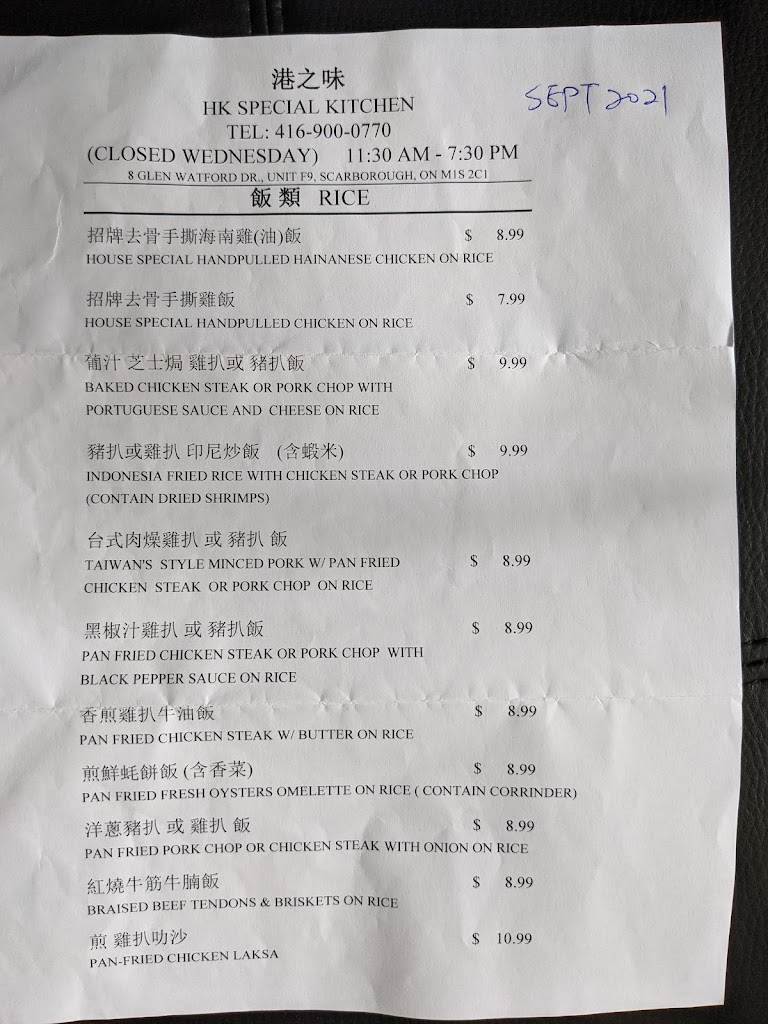 港之味
HK SPECIAL KITCHEN
SEPT 2021
TEL: 416-900-0770
(CLOSED WEDNESDAY) 11:30 AM - 7:30 PM
8 GLEN WATFORD DR., UNIT F9, SCARBOROUGH, ON M1S 2C1
飯類 RICE
招牌去骨手撕海南雞(油)飯 $ 8.99
HOUSE SPECIAL HANDPULLED HAINANESE CHICKEN ON RICE
招牌去骨手撕雞飯 $ 7.99
HOUSE SPECIAL HANDPULLED CHICKEN ON RICE
葡汁 芝士焗 雞扒或 豬扒飯 $ 9.99
BAKED CHICKEN STEAK OR PORK CHOP WITH
PORTUGUESE SAUCE AND CHEESE ON RICE
豬扒或雞扒 印尼炒飯 (含蝦米) $ 9.99
INDONESIA FRIED RICE WITH CHICKEN STEAK OR PORK CHOP
(CONTAIN DRIED SHRIMPS)
台式肉燥雞扒 或 豬扒 飯
TAIWAN'S STYLE MINCED PORK W/ PAN FRIED $ 8.99
CHICKEN STEAK OR PORK CHOP ON RICE
黑椒汁雞扒 或 豬扒飯 $ 8.99
PAN FRIED CHICKEN STEAK OR PORK CHOP WITH
BLACK PEPPER SAUCE ON RICE
香煎雞扒牛油飯 $ 8.99
PAN FRIED CHICKEN STEAK W/ BUTTER ON RICE
煎鮮蚝餅飯 (含香菜) $ 8.99
PAN FRIED FRESH OYSTERS OMELETTE ON RICE ( CONTAIN CORRINDER)
洋蔥豬扒 或 雞扒 飯 $ 8.99
PAN FRIED PORK CHOP OR CHICKEN STEAK WITH ONION ON RICE
紅燒牛筋牛腩飯 $ 8.99
BRAISED BEEF TENDONS & BRISKETS ON RICE
煎 雞扒叻沙 $ 10.99
PAN-FRIED CHICKEN LAKSA